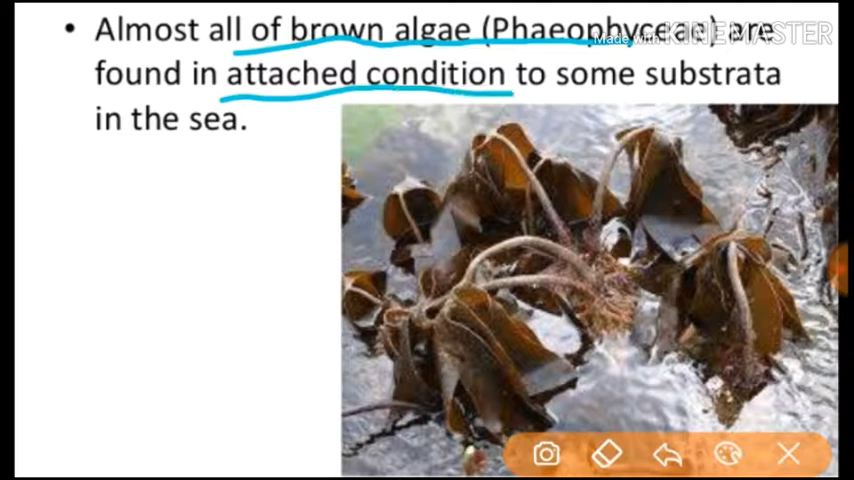 • Almost all of brown algae (Phaeophyceae) are
Made with KINEMASTER
found in attached condition to some substrata
in the sea.